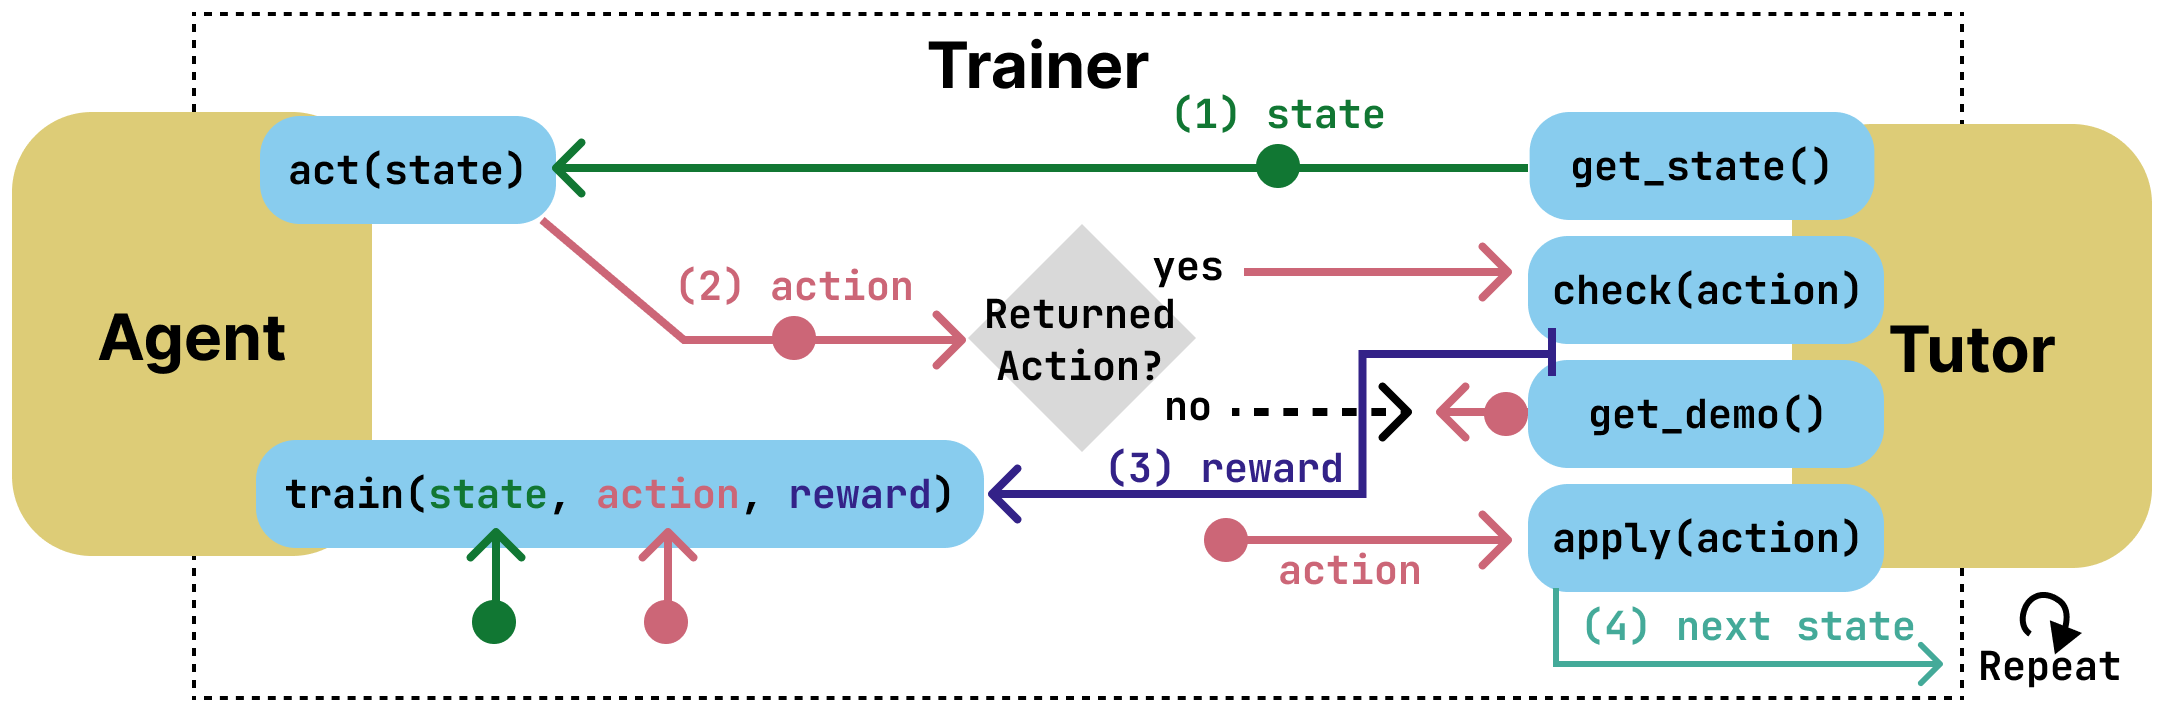 Trainer
(1) state
act(state)
get_state()
yes
check(action)
(2) action
Returned
Action?
Agent
Tutor
no
get_demo()
(3) reward
train(state, action, reward)
apply(action)
action
(4) next state
Repeat